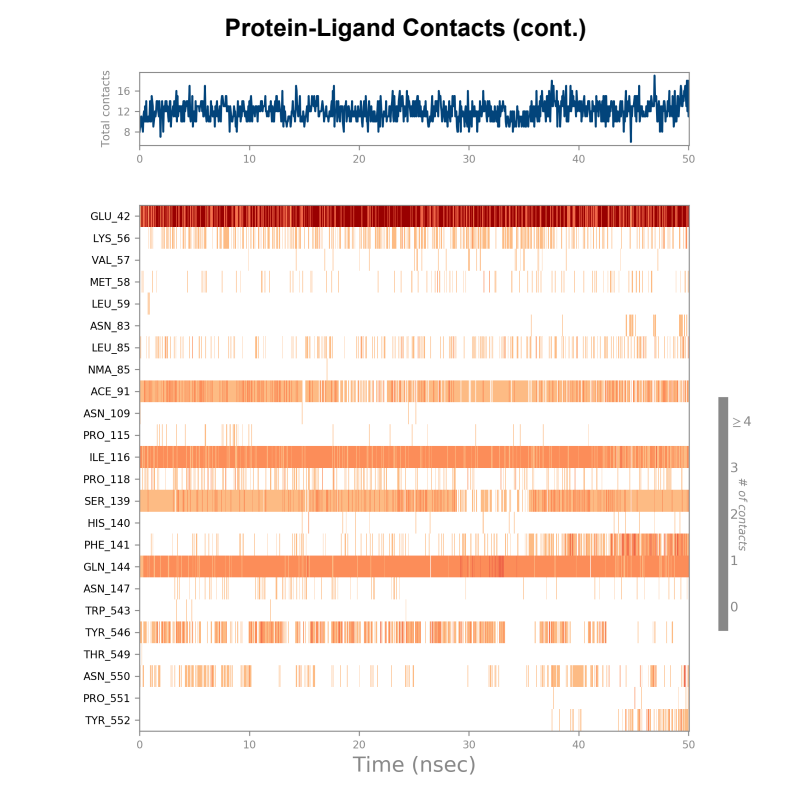 Protein-Ligand Contacts (cont.)
Total contacts
16
12
8
0 10 20 30 40 50
GLU_42
LYS_56
VAL_57
MET_58
LEU_59
ASN_83
LEU_85
NMA_85
ACE_91
ASN_109
PRO_115
ILE_116
PRO_118
SER_139
HIS_140
PHE_141
GLN_144
ASN_147
TRP_543
TYR_546
THR_549
ASN_550
PRO_551
TYR_552
0 10 20 30 40 50
Time (nsec)
≥4
3
2
1
0
# of contacts